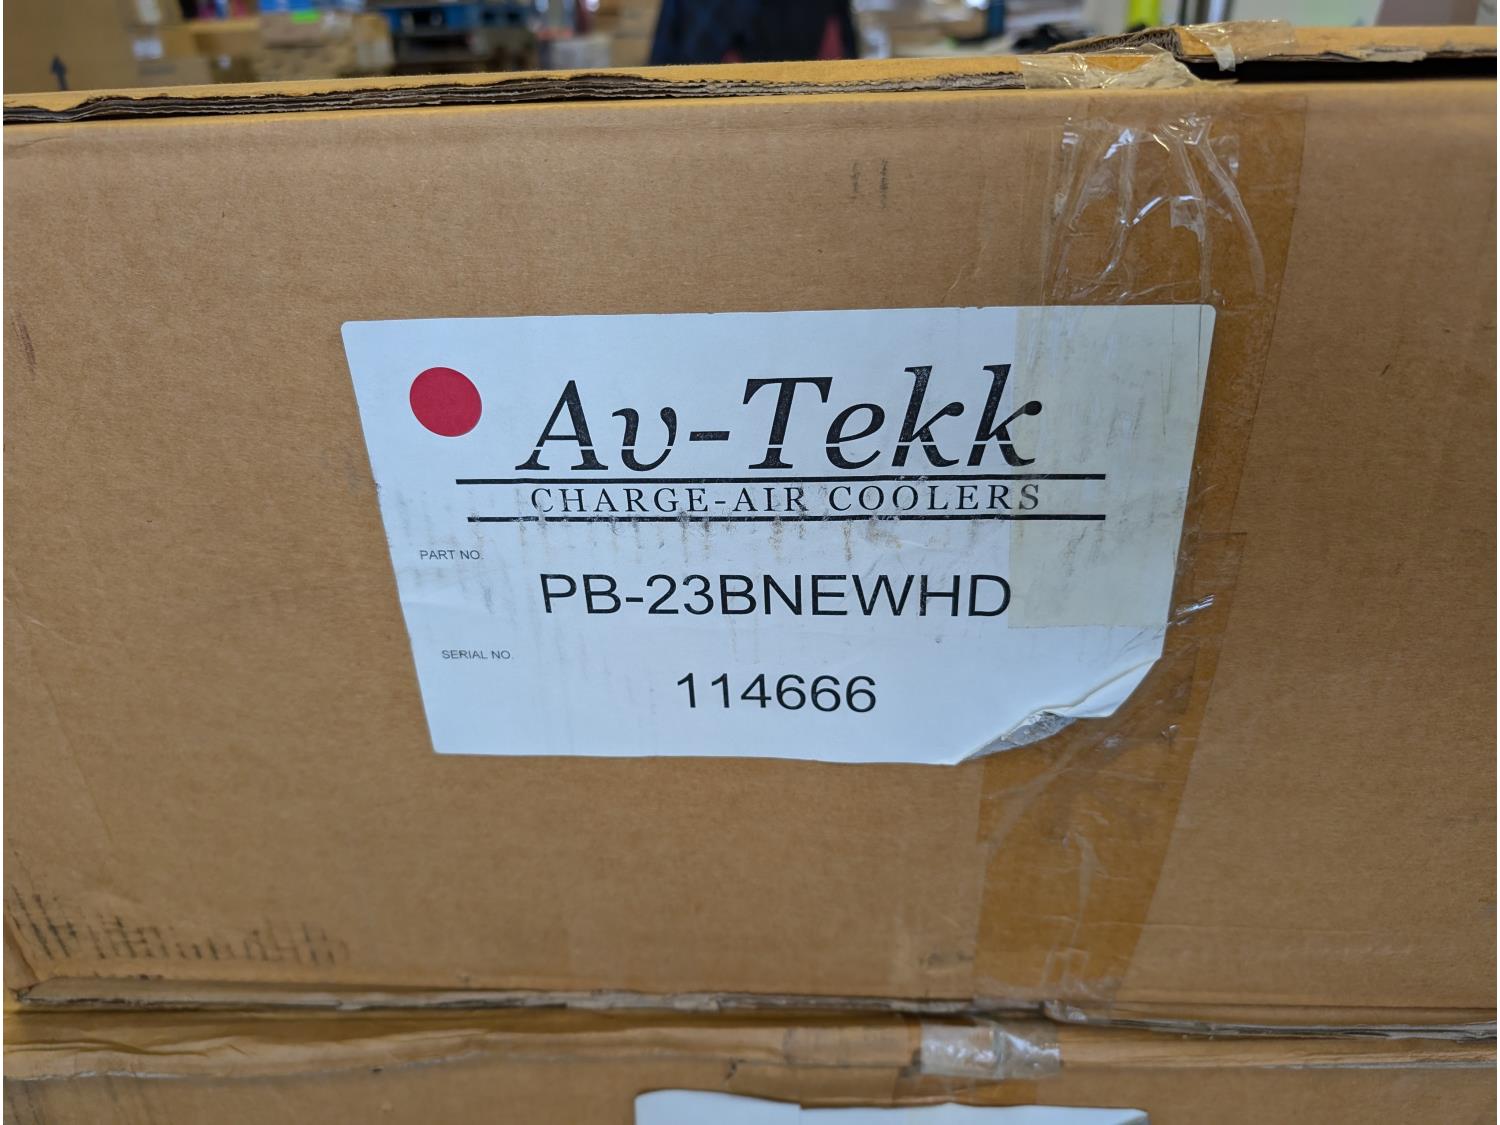 Av-Tekk
CHARGE-AIR COOLERS
PART NO.
PB-23BNEWHD
SERIAL NO.
114666